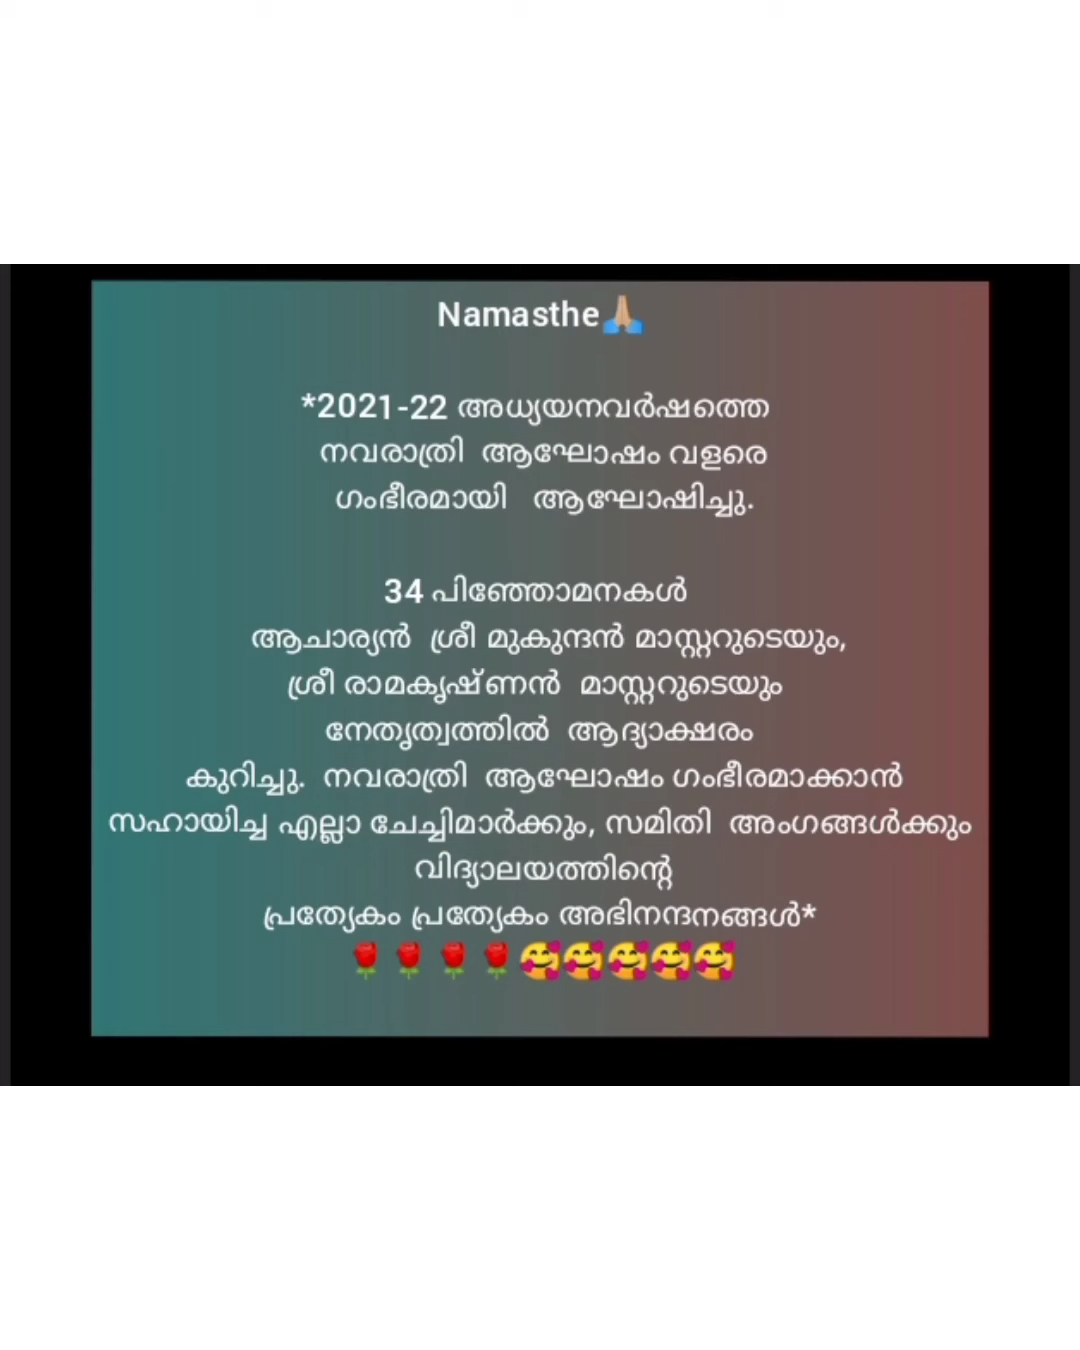 Namasthe🙏🏼
*2021-22 അധ്യയനവർഷത്തെ
നവരാത്രി ആഘോഷം വളരെ
ഗംഭീരമായി ആഘോഷിച്ചു.
34 പിഞ്ഞോമനകൾ
ആചാര്യൻ ശ്രീ മുകുന്ദൻ മാസ്റ്ററുടെയും,
ശ്രീ രാമകൃഷ്ണൻ മാസ്റ്ററുടെയും
നേതൃത്വത്തിൽ ആദ്യാക്ഷരം
കുറിച്ചു. നവരാത്രി ആഘോഷം ഗംഭീരമാക്കാൻ
സഹായിച്ച എല്ലാ ചേച്ചിമാർക്കും, സമിതി അംഗങ്ങൾക്കും
വിദ്യാലയത്തിന്റെ
പ്രത്യേകം പ്രത്യേകം അഭിനന്ദനങ്ങൾ*
🌹🌹🌹🌹🥰🥰🥰🥰🥰